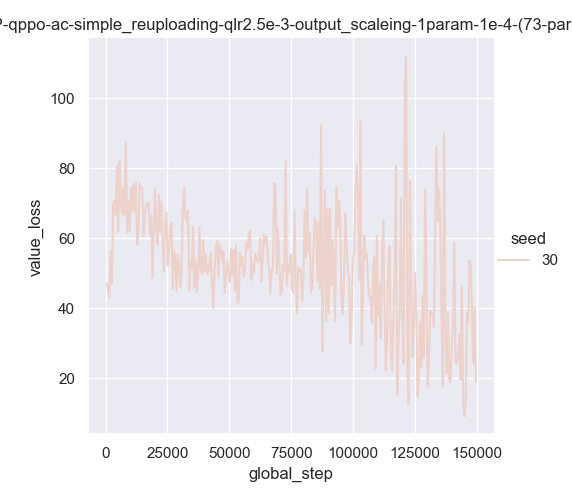 -qppo-ac-simple_reuploading-qlr2.5e-3-output_scaleing-1param-1e-4-(73-par
value_loss
100
80
60
40
20
0 25000 50000 75000 100000 125000 150000
global_step
seed
30